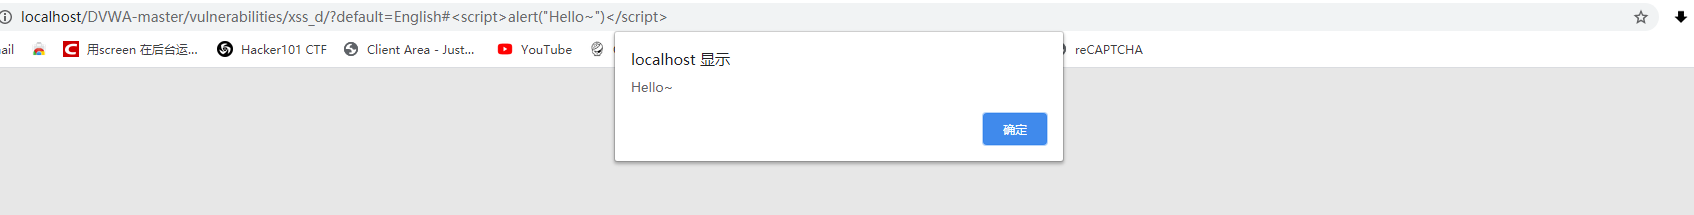 localhost/DVWA-master/vulnerabilities/xss_d/?default=English#<script>alert("Hello~")</script>
ail 用screen 在后台运... Hacker101 CTF Client Area - Just... YouTube reCAPTCHA
localhost 显示
Hello~
确定